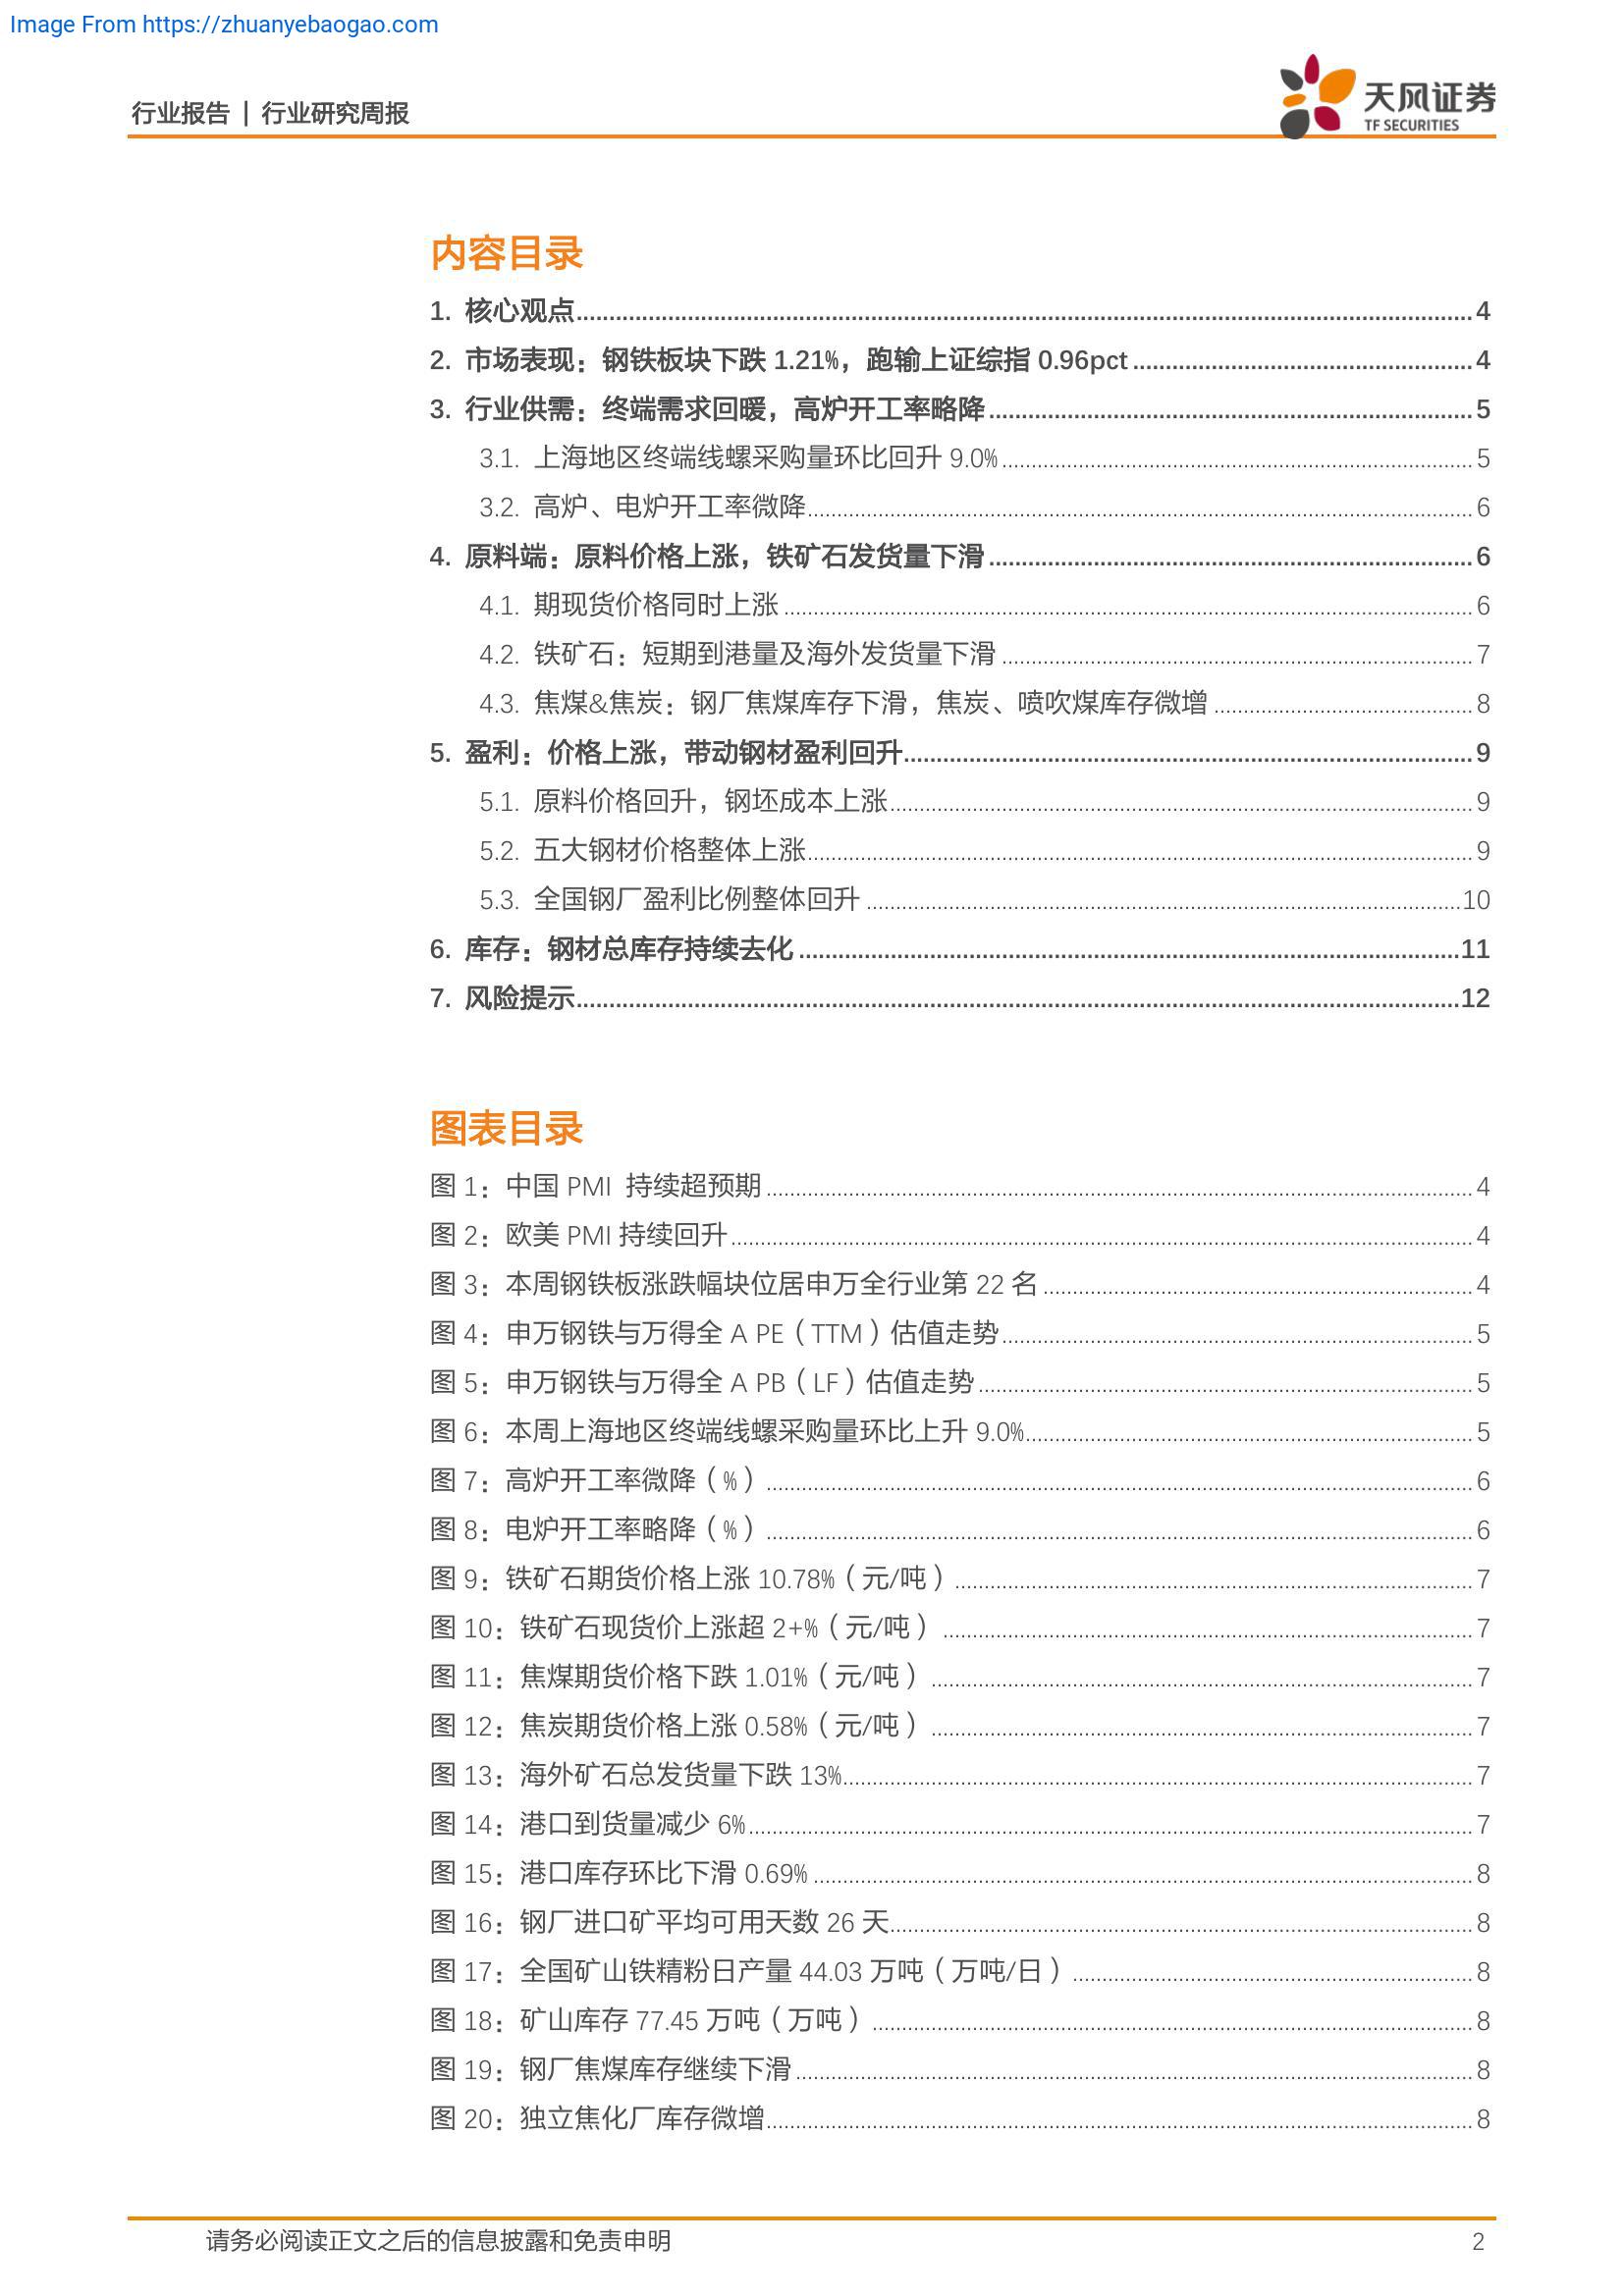 Image From https://zhuanyebaogao.com
行业报告 | 行业研究周报
天风证券
TF SECURITIES
内容目录
1. 核心观点 4
2. 市场表现：钢铁板块下跌 1.21%，跑输上证综指 0.96pct 4
3. 行业供需：终端需求回暖，高炉开工率略降 5
3.1. 上海地区终端线螺采购量环比回升 9.0% 5
3.2. 高炉、电炉开工率微降 6
4. 原料端：原料价格上涨，铁矿石发货量下滑 6
4.1. 期现货价格同时上涨 6
4.2. 铁矿石：短期到港量及海外发货量下滑 7
4.3. 焦煤&焦炭：钢厂焦煤库存下滑，焦炭、喷吹煤库存微增 8
5. 盈利：价格上涨，带动钢材盈利回升 9
5.1. 原料价格回升，钢坯成本上涨 9
5.2. 五大钢材价格整体上涨 9
5.3. 全国钢厂盈利比例整体回升 10
6. 库存：钢材总库存持续去化 11
7. 风险提示 12
图表目录
图 1：中国 PMI 持续超预期 4
图 2：欧美 PMI 持续回升 4
图 3：本周钢铁板涨跌幅块位居申万全行业第 22 名 4
图 4：申万钢铁与万得全 A PE（TTM）估值走势 5
图 5：申万钢铁与万得全 A PB（LF）估值走势 5
图 6：本周上海地区终端线螺采购量环比上升 9.0% 5
图 7：高炉开工率微降（%） 6
图 8：电炉开工率略降（%） 6
图 9：铁矿石期货价格上涨 10.78%（元/吨） 7
图 10：铁矿石现货价上涨超 2+%（元/吨） 7
图 11：焦煤期货价格下跌 1.01%（元/吨） 7
图 12：焦炭期货价格上涨 0.58%（元/吨） 7
图 13：海外矿石总发货量下跌 13% 7
图 14：港口到货量减少 6% 7
图 15：港口库存环比下滑 0.69% 8
图 16：钢厂进口矿平均可用天数 26 天 8
图 17：全国矿山铁精粉日产量 44.03 万吨（万吨/日） 8
图 18：矿山库存 77.45 万吨（万吨） 8
图 19：钢厂焦煤库存继续下滑 8
图 20：独立焦化厂库存微增 8
请务必阅读正文之后的信息披露和免责申明 2